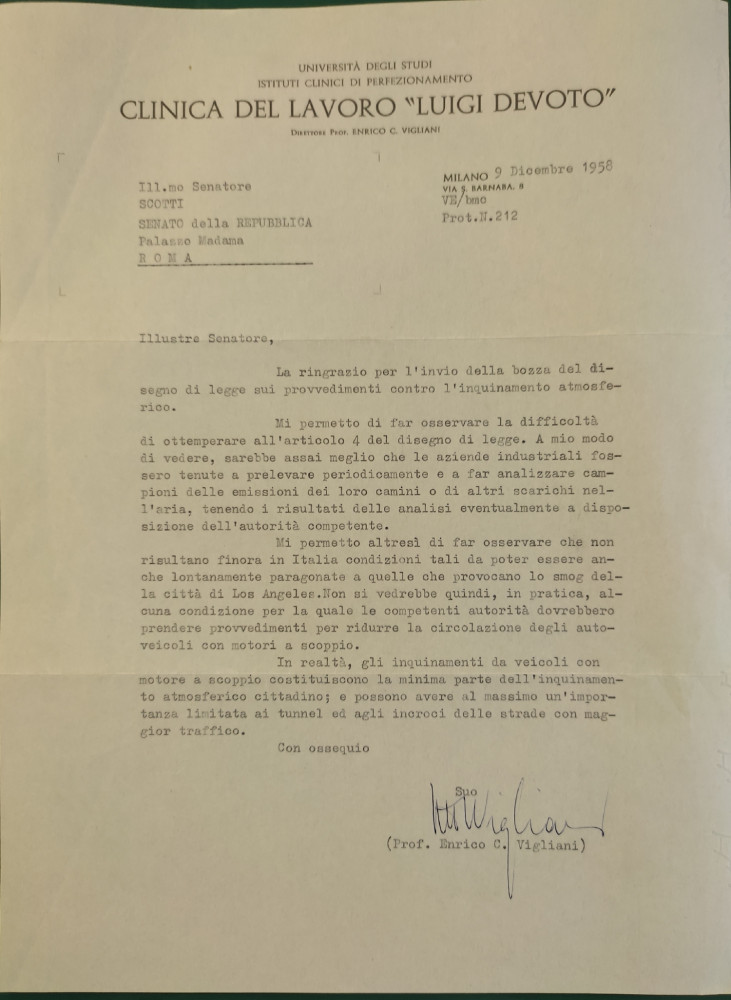 UNIVERSITÀ DEGLI STUDI
ISTITUTI CLINICI DI PERFEZIONAMENTO
CLINICA DEL LAVORO "LUIGI DEVOTO"
Direttore Prof. ENRICO C. VIGLIANI
MILANO 9 Dicembre 1958
VIA S. BARNABA, 8
VE/bmc
Prot.N.212
Ill.mo Senatore
SCOTTI
SENATO della REPUBBLICA
Palazzo Madama
R O M A
Illustre Senatore,
La ringrazio per l'invio della bozza del di-
segno di legge sui provvedimenti contro l'inquinamento atmosfe-
rico.
Mi permetto di far osservare la difficoltà
di ottemperare all'articolo 4 del disegno di legge. A mio modo
di vedere, sarebbe assai meglio che le aziende industriali fos-
sero tenute a prelevare periodicamente e a far analizzare cam-
pioni delle emissioni dei loro camini o di altri scarichi nel-
l'aria, tenendo i risultati delle analisi eventualmente a dispo-
sizione dell'autorità competente.
Mi permetto altresì di far osservare che non
risultano finora in Italia condizioni tali da poter essere an-
che lontanamente paragonate a quelle che provocano lo smog del-
la città di Los Angeles.Non si vedrebbe quindi, in pratica, al-
cuna condizione per la quale le competenti autorità dovrebbero
prendere provvedimenti per ridurre la circolazione degli auto-
veicoli con motori a scoppio.
In realtà, gli inquinamenti da veicoli con
motore a scoppio costituiscono la minima parte dell'inquinamen-
to atmosferico cittadino; e possono avere al massimo un'impor-
tanza limitata ai tunnel ed agli incroci delle strade con mag-
gior traffico.
Con ossequio
Suo
Vigliani
(Prof. Enrico C. Vigliani)